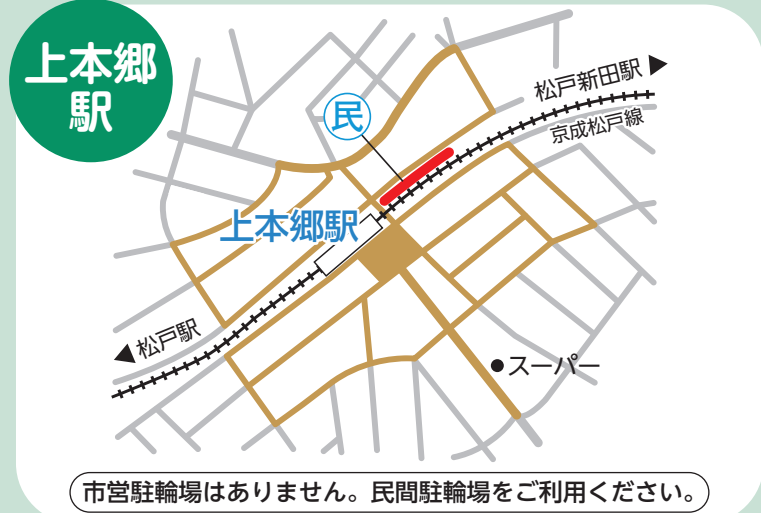 上本郷
駅
松戸新田駅
京成松戸線
民
上本郷駅
松戸駅
スーパー
市営駐輪場はありません。民間駐輪場をご利用ください。